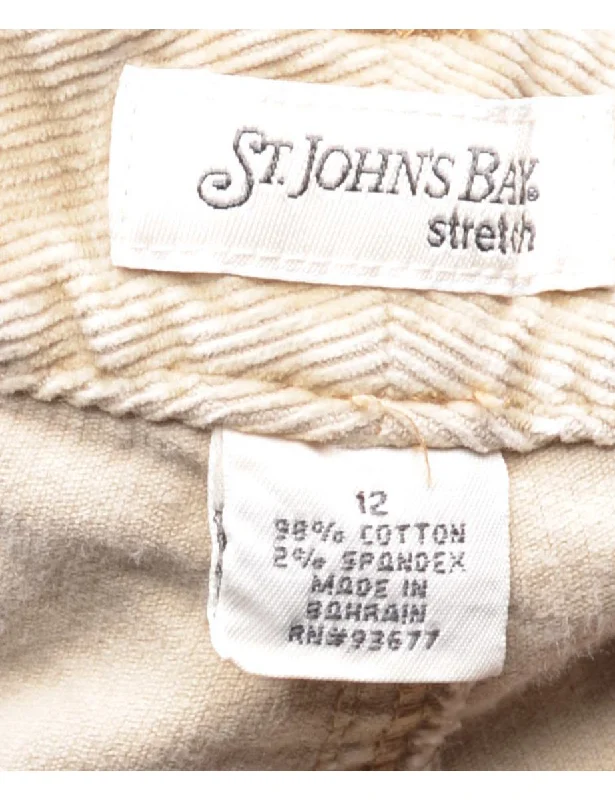 ST. JOHN'S BAY®
stretch
12
98% COTTON
2% SPANDEX
MADE IN
BAHRAIN
RN#93677